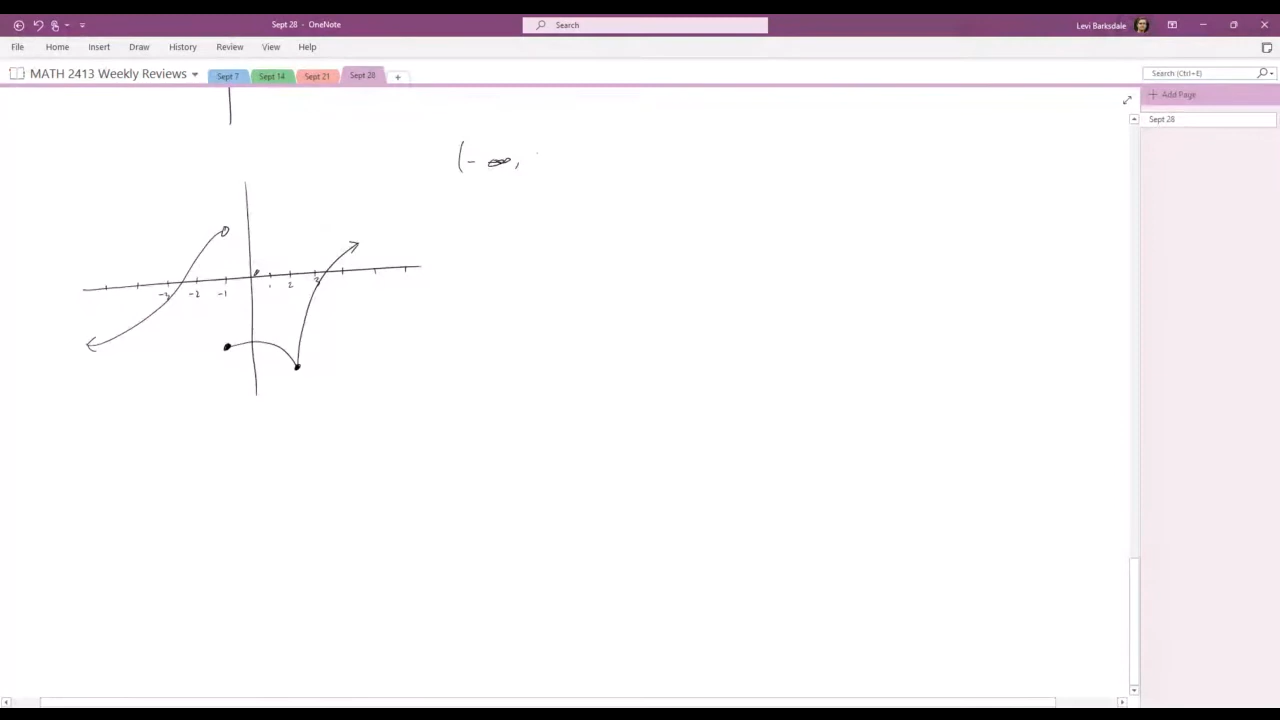 Sept 28 - OneNote
Search
Levi Barksdale
File Home Insert Draw History Review View Help
MATH 2413 Weekly Reviews
Sept 7
Sept 14
Sept 21
Sept 28
+
Search (Ctrl+E)
+ Add Page
Sept 28
(- ∞,
-3 -2 -1 2 3